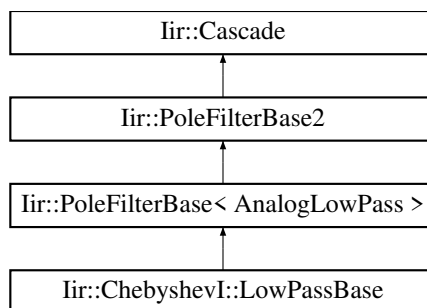 Iir::Cascade
Iir::PoleFilterBase2
Iir::PoleFilterBase< AnalogLowPass >
Iir::ChebyshevI::LowPassBase